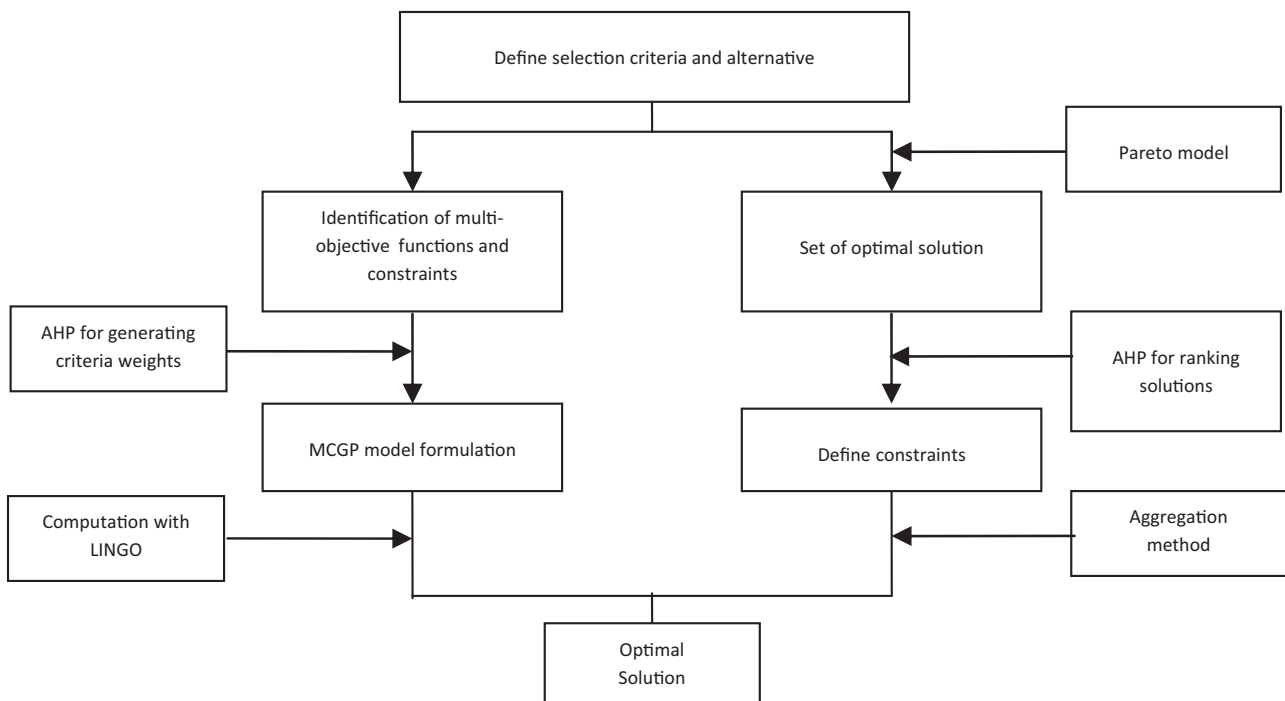 Define selection criteria and alternative
Pareto model
Identification of multi-
objective functions and
constraints
Set of optimal solution
AHP for generating
criteria weights
AHP for ranking
solutions
MCGP model formulation
Define constraints
Computation with
LINGO
Aggregation
method
Optimal
Solution